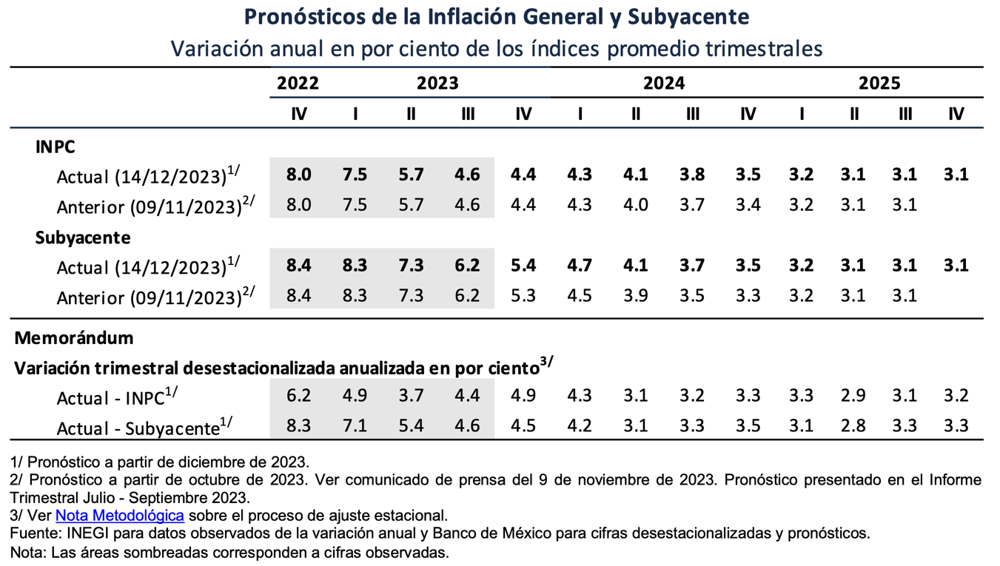 Pronósticos de la Inflación General y Subyacente
Variación anual en por ciento de los índices promedio trimestrales
2022 2023 2024 2025
IV I II III IV I II III IV I II III IV
INPC
Actual (14/12/2023)1/ 8.0 7.5 5.7 4.6 4.4 4.3 4.1 3.8 3.5 3.2 3.1 3.1 3.1
Anterior (09/11/2023)2/ 8.0 7.5 5.7 4.6 4.4 4.3 4.0 3.7 3.4 3.2 3.1 3.1
Subyacente
Actual (14/12/2023)1/ 8.4 8.3 7.3 6.2 5.4 4.7 4.1 3.7 3.5 3.2 3.1 3.1 3.1
Anterior (09/11/2023)2/ 8.4 8.3 7.3 6.2 5.3 4.5 3.9 3.5 3.3 3.2 3.1 3.1
Memorándum
Variación trimestral desestacionalizada anualizada en por ciento3/
Actual - INPC1/ 6.2 4.9 3.7 4.4 4.9 4.3 3.1 3.2 3.3 3.3 2.9 3.1 3.2
Actual - Subyacente1/ 8.3 7.1 5.4 4.6 4.5 4.2 3.1 3.3 3.5 3.1 2.8 3.3 3.3
1/ Pronóstico a partir de diciembre de 2023.
2/ Pronóstico a partir de octubre de 2023. Ver comunicado de prensa del 9 de noviembre de 2023. Pronóstico presentado en el Informe
Trimestral Julio - Septiembre 2023.
3/ Ver Nota Metodológica sobre el proceso de ajuste estacional.
Fuente: INEGI para datos observados de la variación anual y Banco de México para cifras desestacionalizadas y pronósticos.
Nota: Las áreas sombreadas corresponden a cifras observadas.